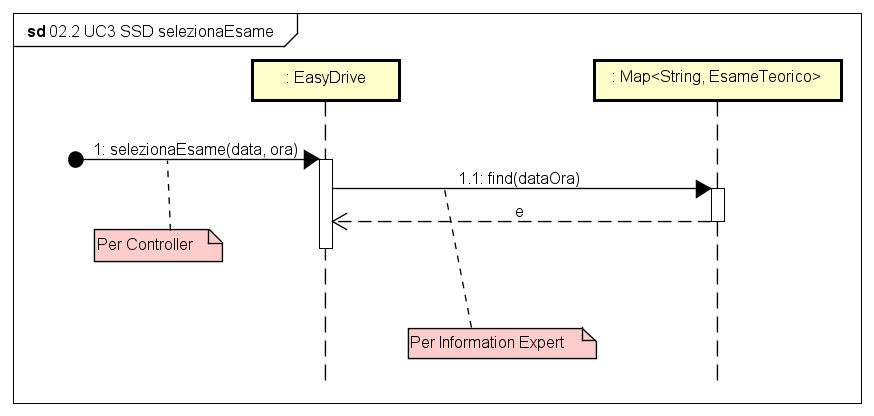 sd 02.2 UC3 SSD selezionaEsame
: EasyDrive
: Map<String, EsameTeorico>
1: selezionaEsame(data, ora)
1.1: find(dataOra)
e
Per Controller
Per Information Expert